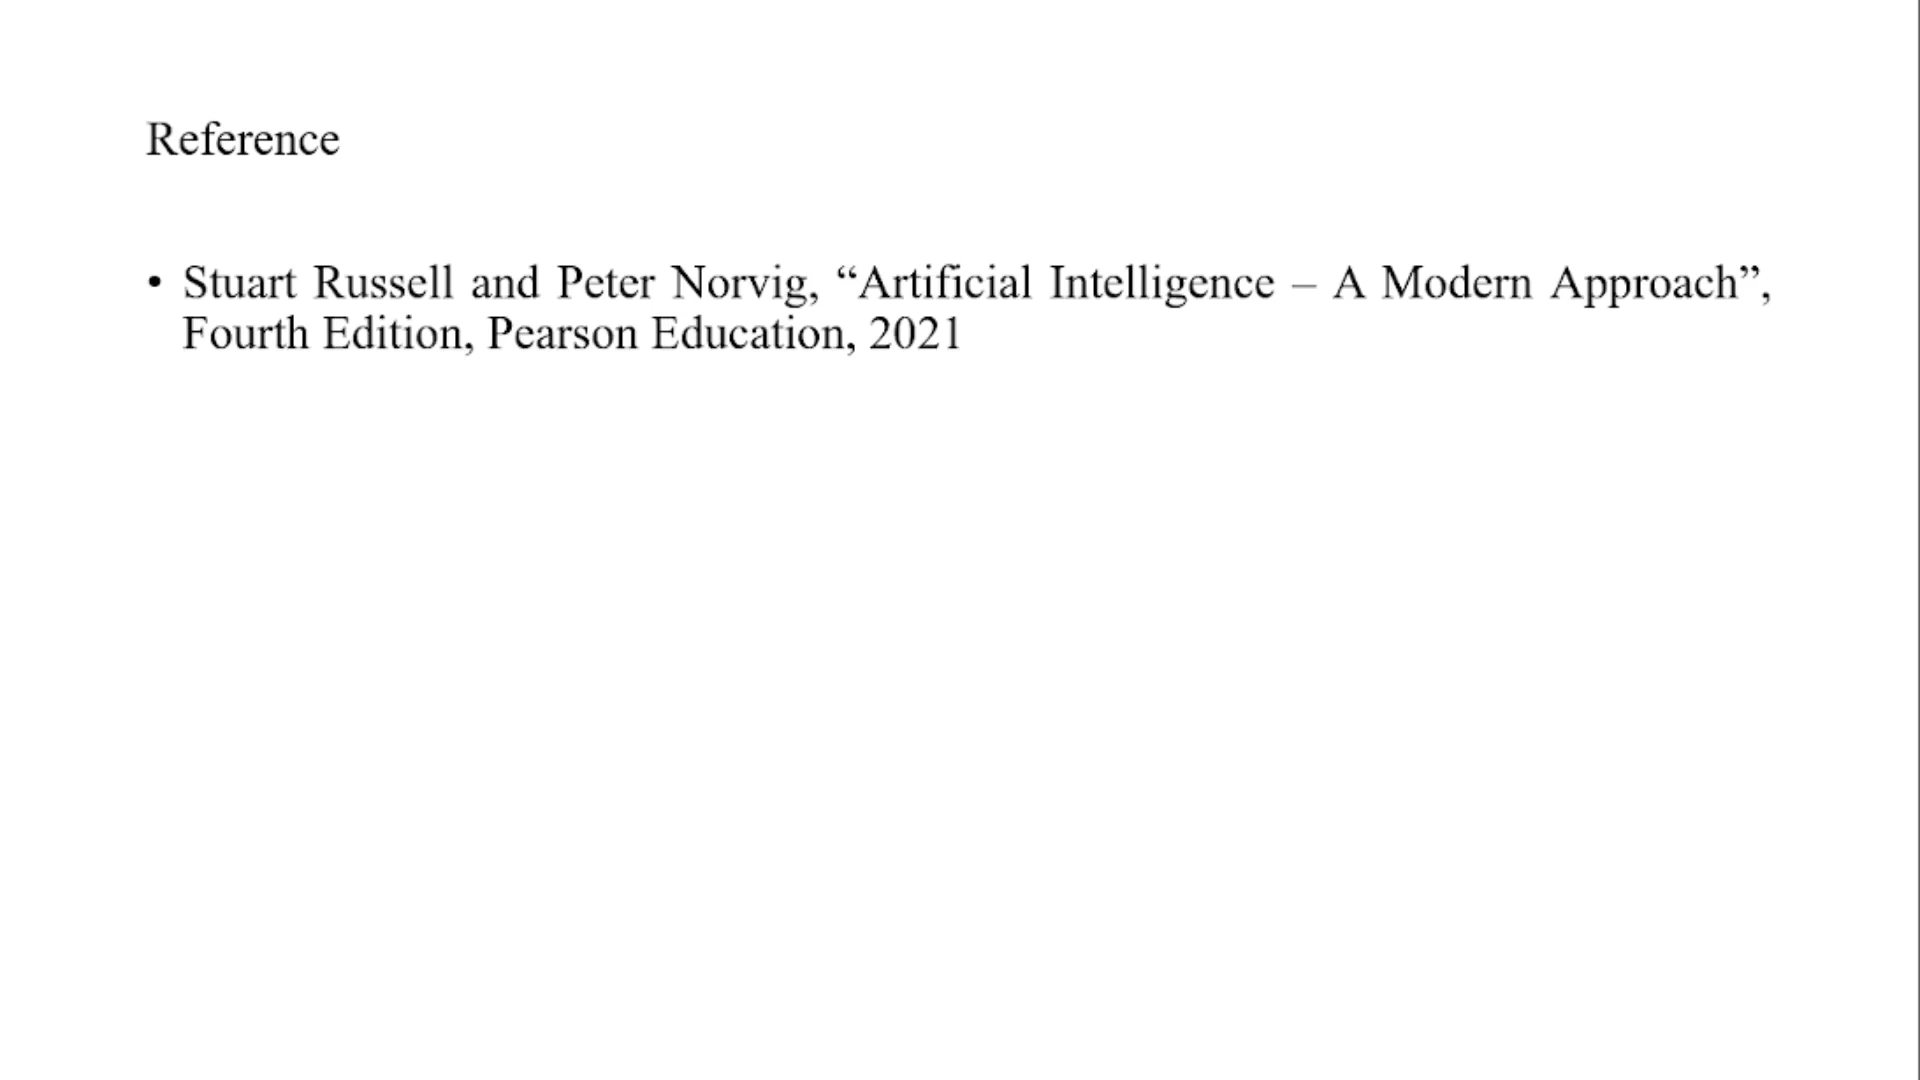 Reference
• Stuart Russell and Peter Norvig, “Artificial Intelligence – A Modern Approach”,
Fourth Edition, Pearson Education, 2021